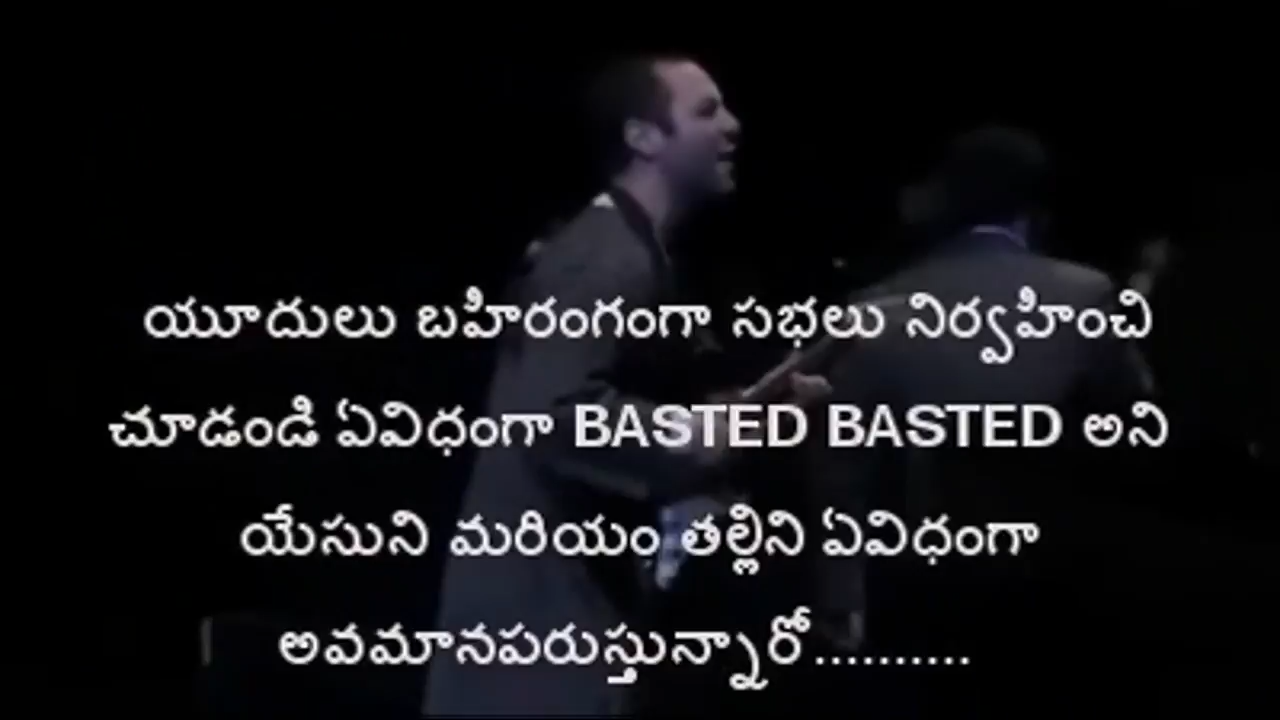 యూదులు బహిరంగంగా సభలు నిర్వహించి
చూడండి ఏవిధంగా BASTED BASTED అని
యేసుని మరియం తల్లిని ఏవిధంగా
అవమానపరుస్తున్నారో..........